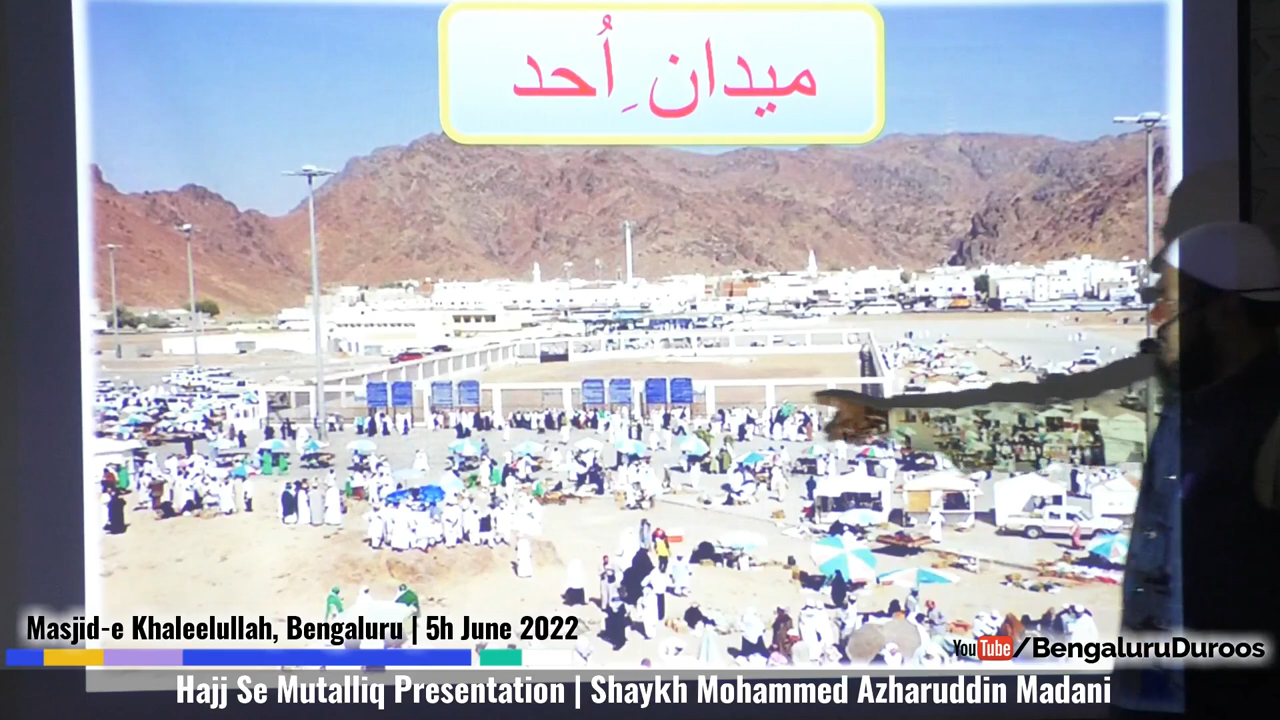 میدانِ اُحد
Masjid-e Khaleelullah, Bengaluru | 5h June 2022
YouTube/BengaluruDuroos
Hajj Se Mutalliq Presentation | Shaykh Mohammed Azharuddin Madani